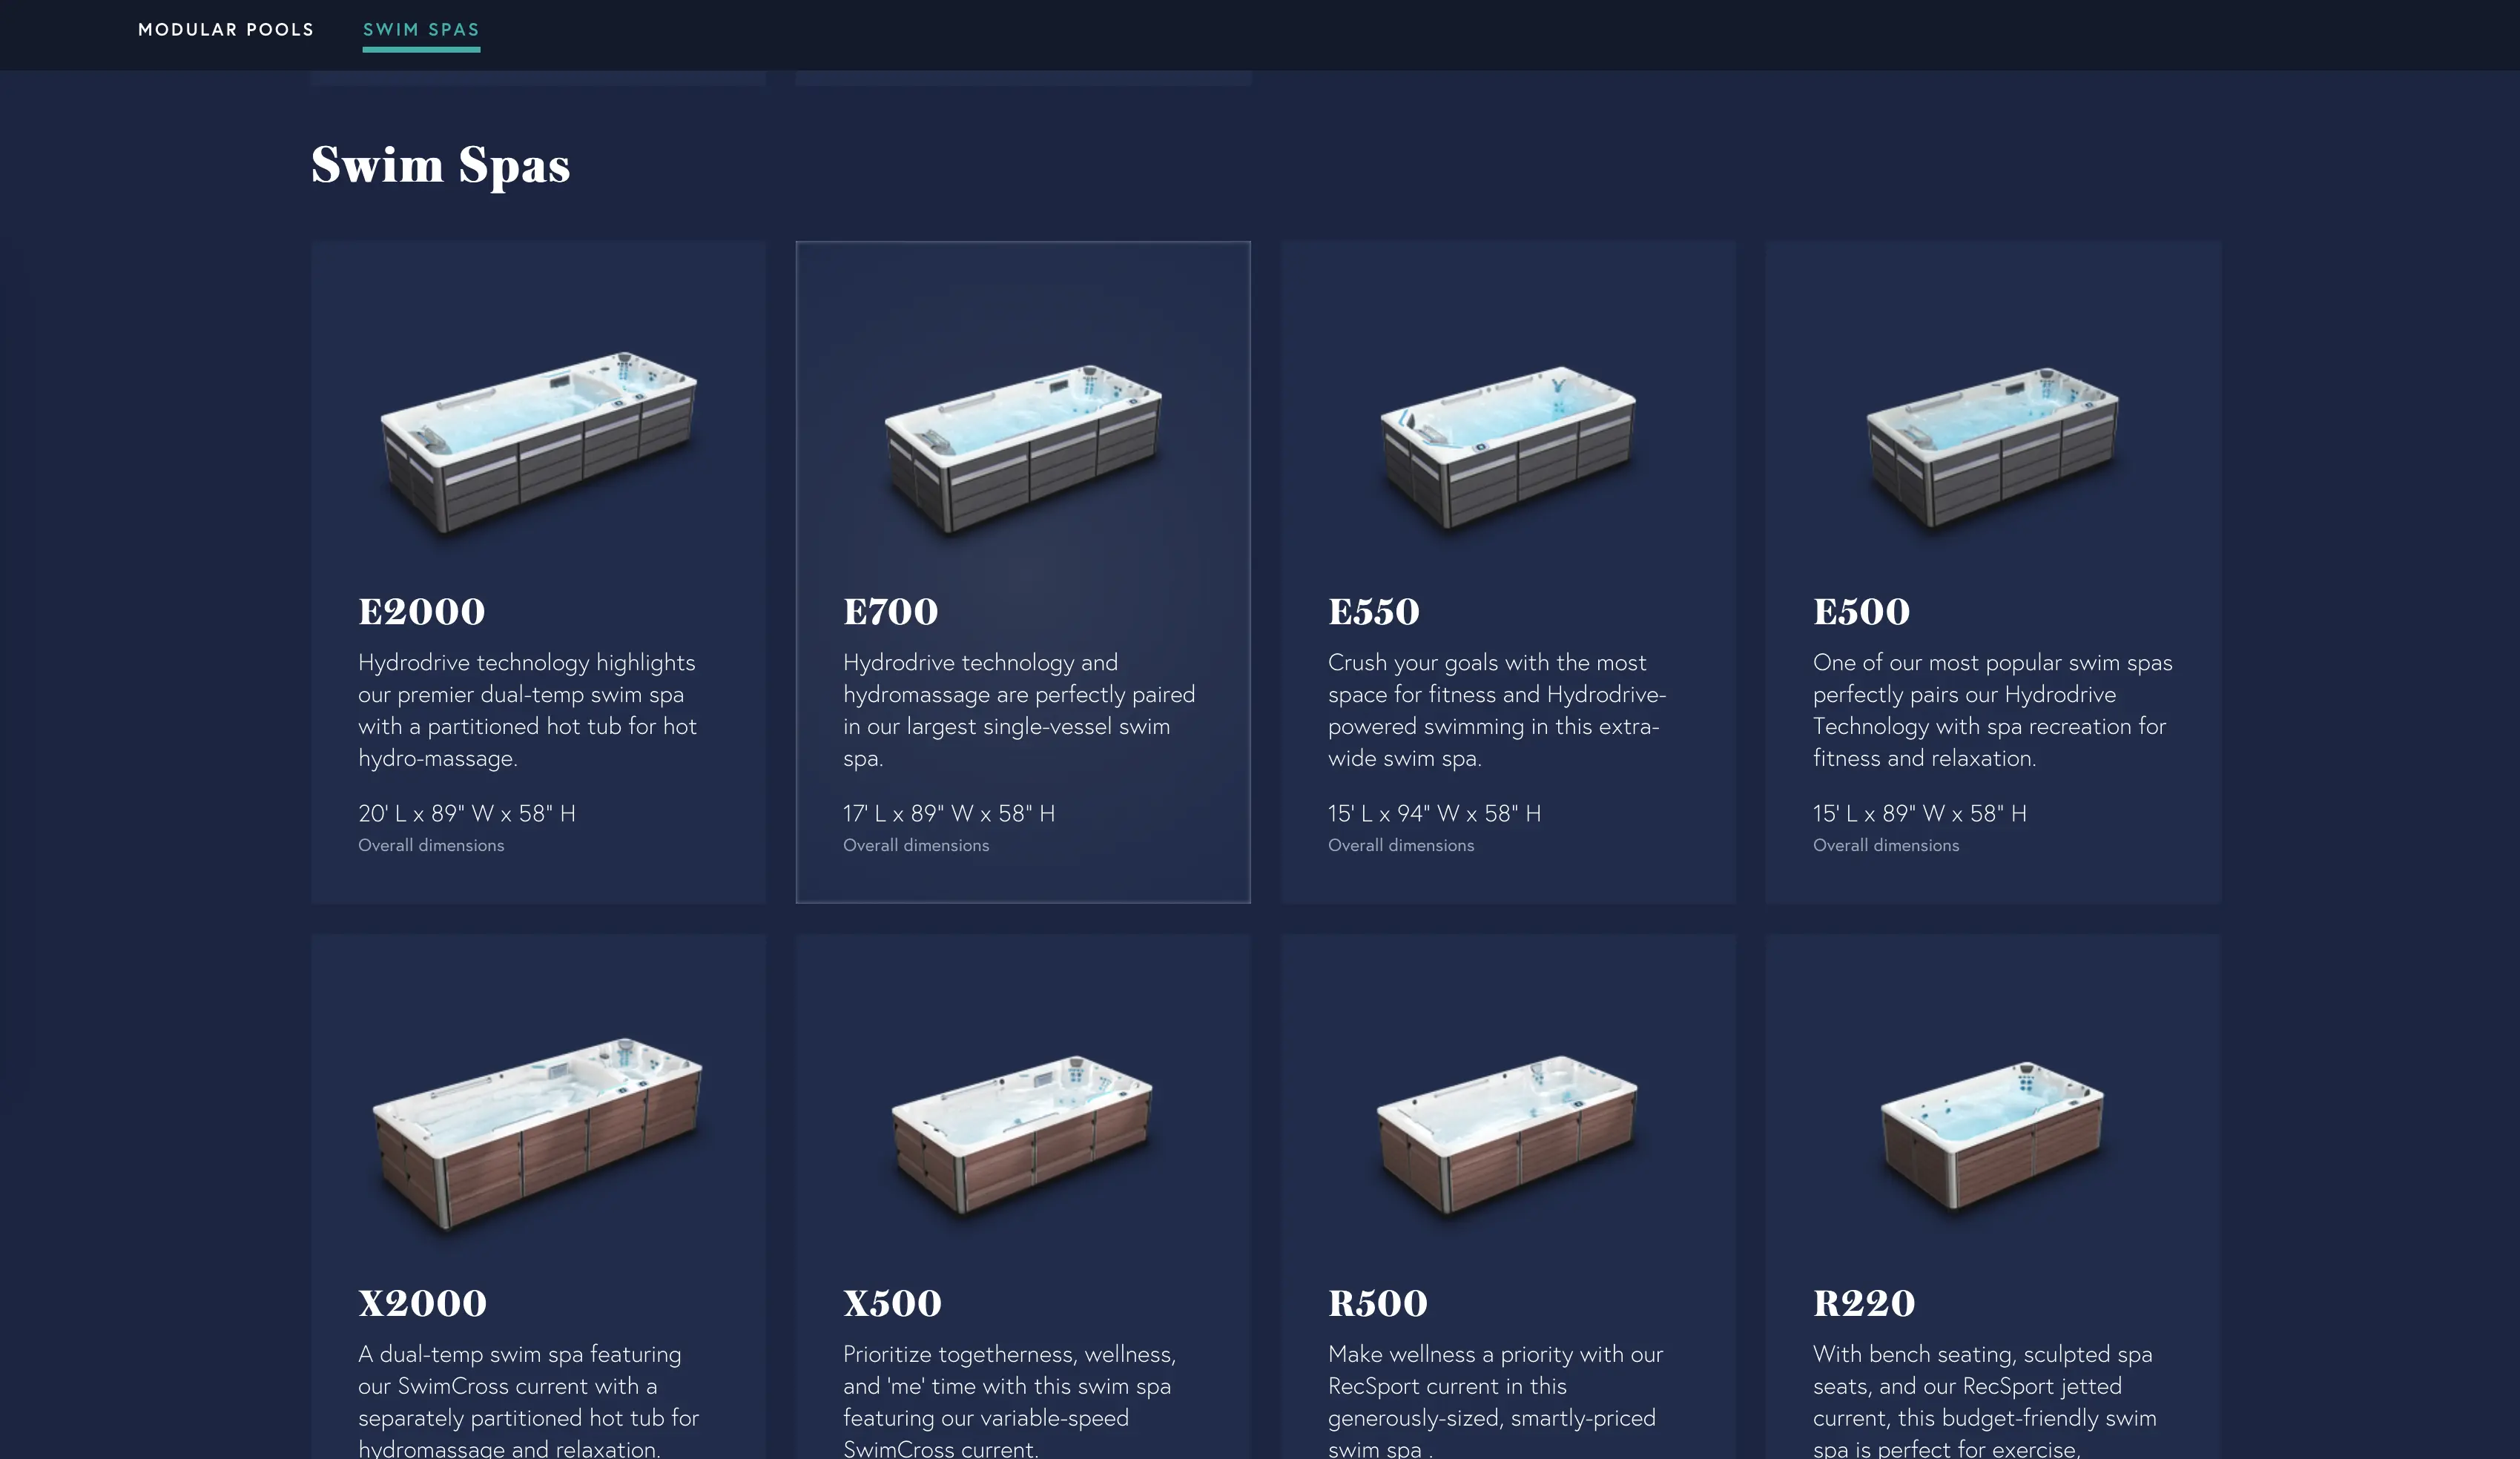 MODULAR POOLS SWIM SPAS
Swim Spas
E2000
Hydrodrive technology highlights
our premier dual-temp swim spa
with a partitioned hot tub for hot
hydro-massage.
20' L x 89" W x 58" H
Overall dimensions
E700
Hydrodrive technology and
hydromassage are perfectly paired
in our largest single-vessel swim
spa.
17' L x 89" W x 58" H
Overall dimensions
E550
Crush your goals with the most
space for fitness and Hydrodrive-
powered swimming in this extra-
wide swim spa.
15' L x 94" W x 58" H
Overall dimensions
E500
One of our most popular swim spas
perfectly pairs our Hydrodrive
Technology with spa recreation for
fitness and relaxation.
15' L x 89" W x 58" H
Overall dimensions
X2000
A dual-temp swim spa featuring
our SwimCross current with a
separately partitioned hot tub for
hydromassage and relaxation.
X500
Prioritize togetherness, wellness,
and 'me' time with this swim spa
featuring our variable-speed
SwimCross current.
R500
Make wellness a priority with our
RecSport current in this
generously-sized, smartly-priced
swim spa .
R220
With bench seating, sculpted spa
seats, and our RecSport jetted
current, this budget-friendly swim
spa is perfect for exercise,